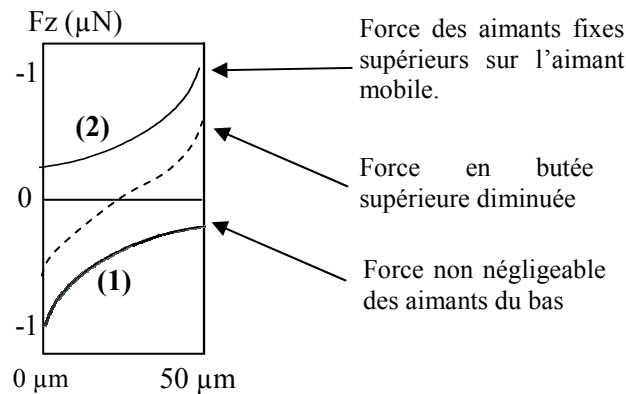 Fz (µN)
-1
(2)
0
(1)
-1
0 µm
50 µm
Force des aimants fixes
supérieurs sur l'aimant
mobile.
Force en butée
supérieure diminuée
Force non négligeable
des aimants du bas